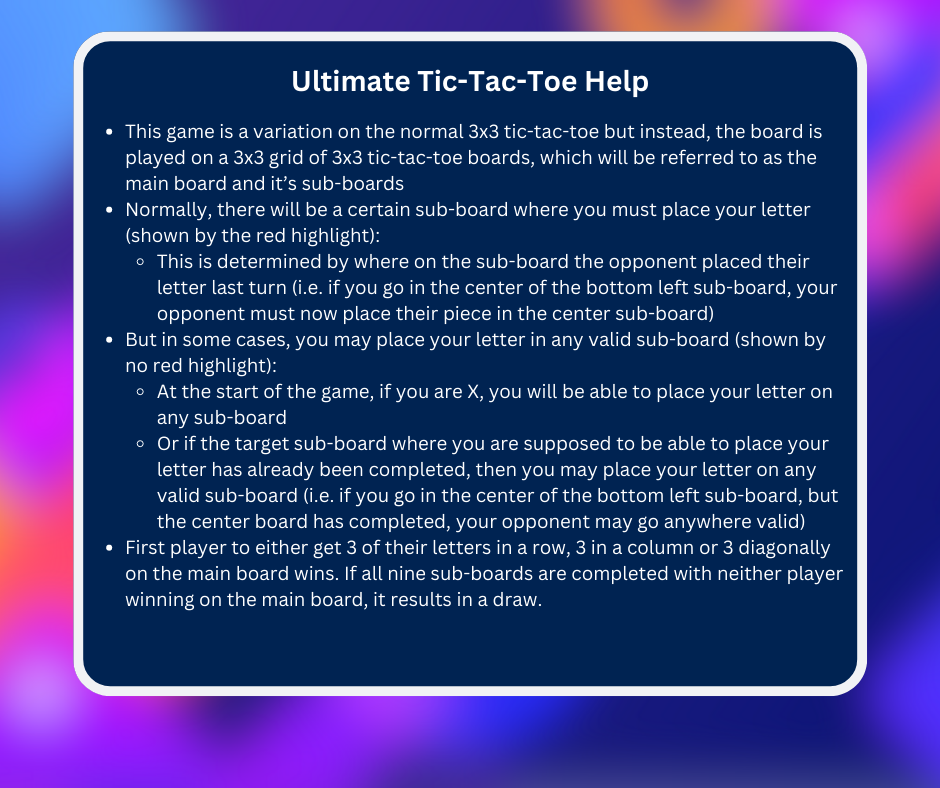 Ultimate Tic-Tac-Toe Help
• This game is a variation on the normal 3x3 tic-tac-toe but instead, the board is
played on a 3x3 grid of 3x3 tic-tac-toe boards, which will be referred to as the
main board and it’s sub-boards
• Normally, there will be a certain sub-board where you must place your letter
(shown by the red highlight):
◦ This is determined by where on the sub-board the opponent placed their
letter last turn (i.e. if you go in the center of the bottom left sub-board, your
opponent must now place their piece in the center sub-board)
• But in some cases, you may place your letter in any valid sub-board (shown by
no red highlight):
◦ At the start of the game, if you are X, you will be able to place your letter on
any sub-board
◦ Or if the target sub-board where you are supposed to be able to place your
letter has already been completed, then you may place your letter on any
valid sub-board (i.e. if you go in the center of the bottom left sub-board, but
the center board has completed, your opponent may go anywhere valid)
• First player to either get 3 of their letters in a row, 3 in a column or 3 diagonally
on the main board wins. If all nine sub-boards are completed with neither player
winning on the main board, it results in a draw.